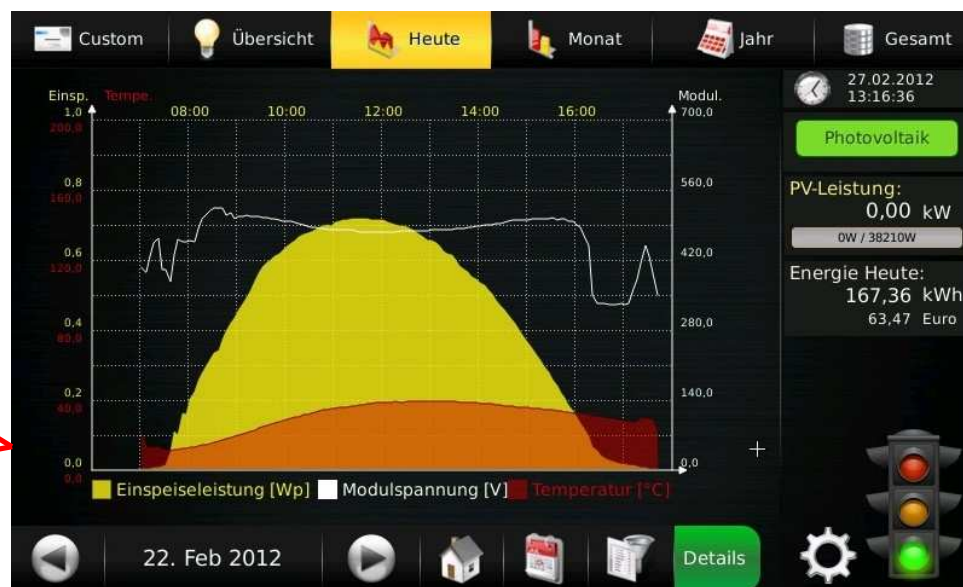 Custom Übersicht Heute Monat Jahr Gesamt
27.02.2012
13:16:36
Photovoltaik
PV-Leistung:
0,00 kW
0W / 38210W
Energie Heute:
167,36 kWh
63,47 Euro
Einsp. Tempe. Modul.
08:00 10:00 12:00 14:00 16:00
1,0 700,0
200,0
0,8 560,0
160,0
0,6 420,0
120,0
0,4 280,0
80,0
0,2 140,0
40,0
0,0 0,0
0,0
Einspeiseleistung [Wp] Modulspannung [V] Temperatur [°C]
22. Feb 2012 Details